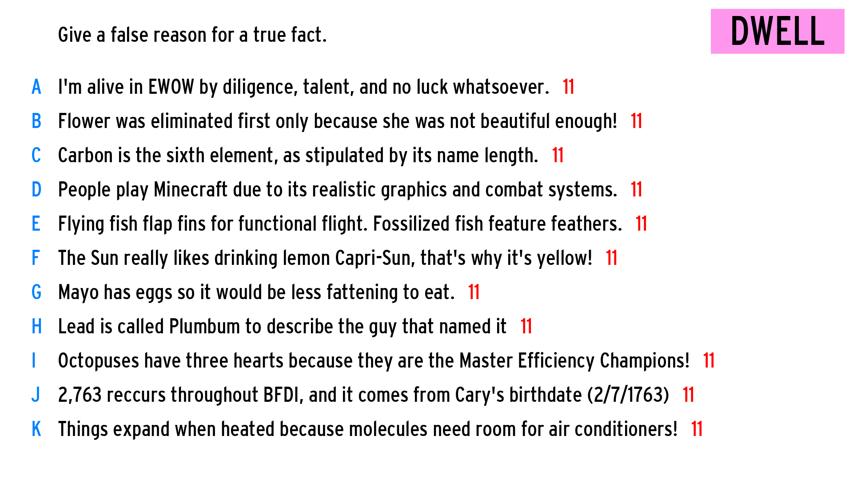 Give a false reason for a true fact.
DWELL
A I'm alive in EWOW by diligence, talent, and no luck whatsoever. 11
B Flower was eliminated first only because she was not beautiful enough! 11
C Carbon is the sixth element, as stipulated by its name length. 11
D People play Minecraft due to its realistic graphics and combat systems. 11
E Flying fish flap fins for functional flight. Fossilized fish feature feathers. 11
F The Sun really likes drinking lemon Capri-Sun, that's why it's yellow! 11
G Mayo has eggs so it would be less fattening to eat. 11
H Lead is called Plumbum to describe the guy that named it 11
I Octopuses have three hearts because they are the Master Efficiency Champions! 11
J 2,763 reccurs throughout BFDI, and it comes from Cary's birthdate (2/7/1763) 11
K Things expand when heated because molecules need room for air conditioners! 11